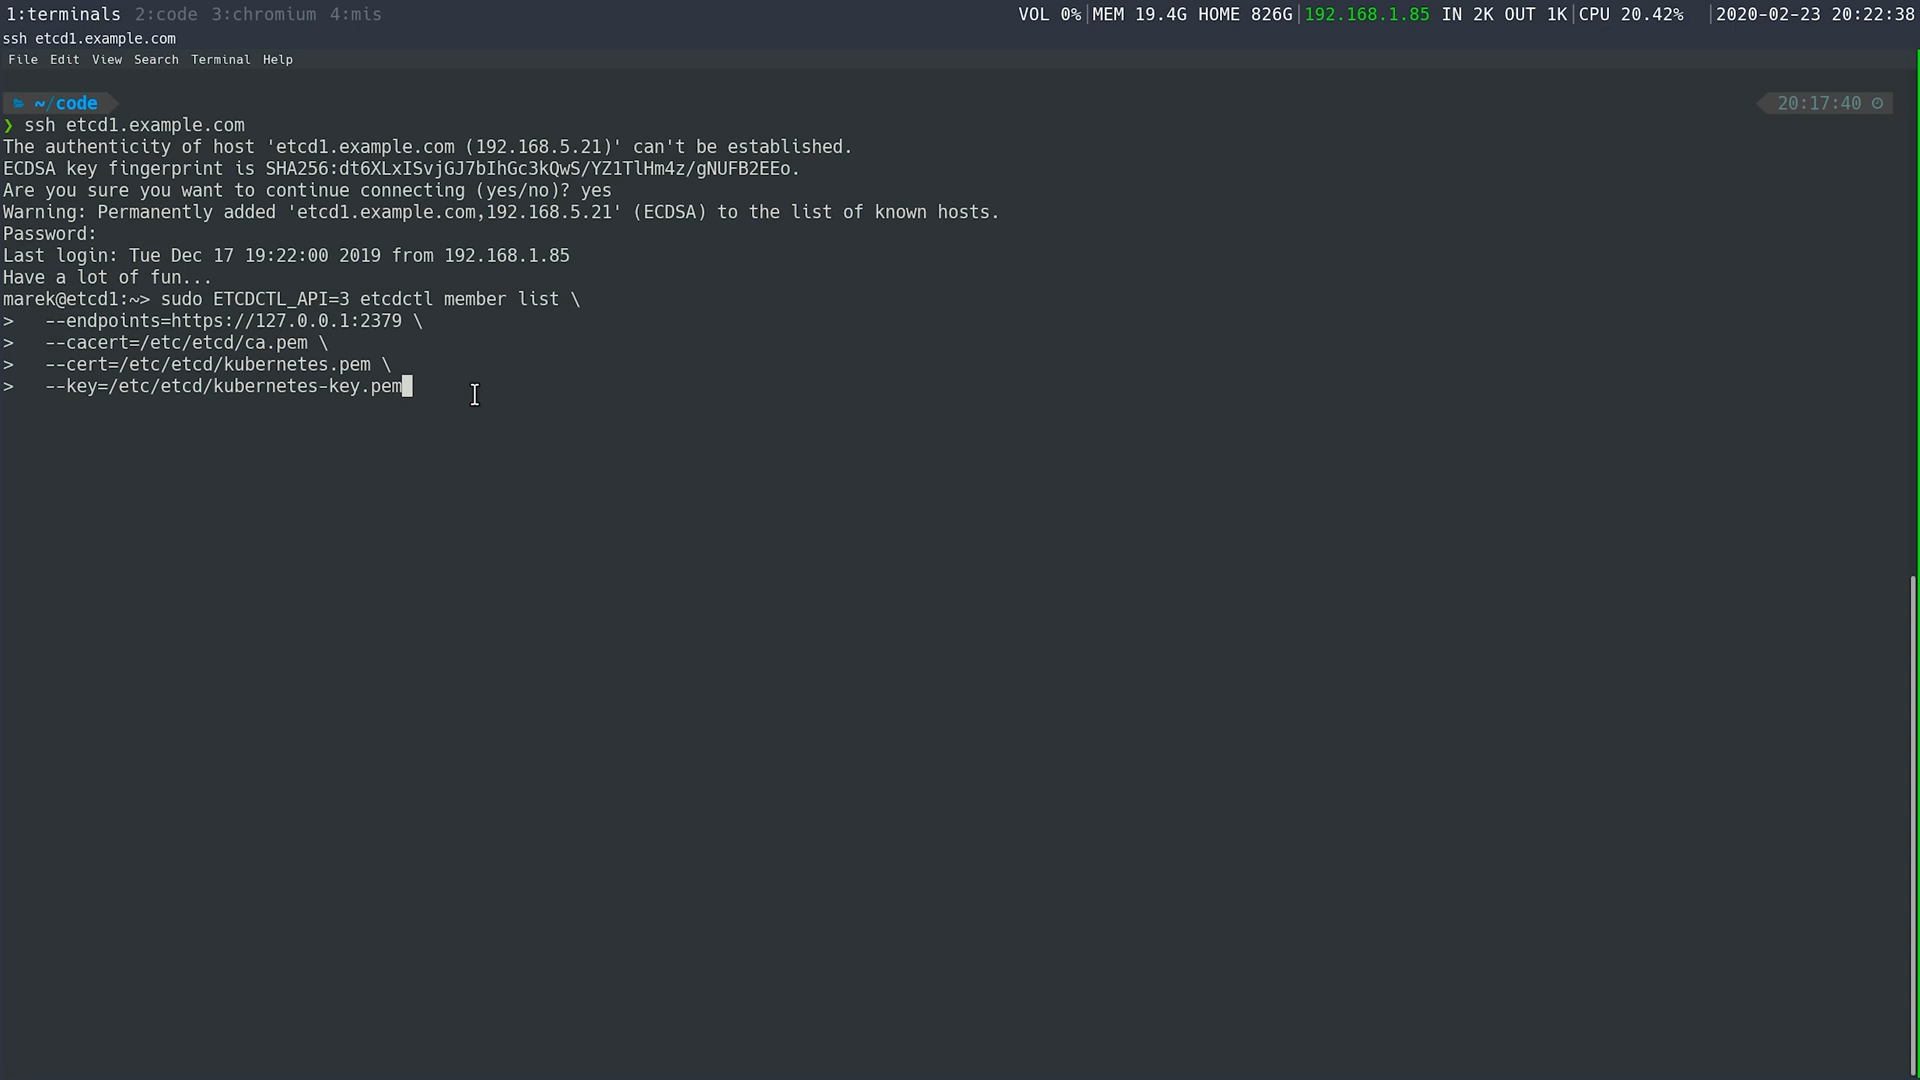 1:terminals 2:code 3:chromium 4:mis
VOL 0%|MEM 19.4G HOME 826G|192.168.1.85 IN 2K OUT 1K|CPU 20.42% |2020-02-23 20:22:38
ssh etcd1.example.com
File Edit View Search Terminal Help
~/code 20:17:40
❯ ssh etcd1.example.com
The authenticity of host 'etcd1.example.com (192.168.5.21)' can't be established.
ECDSA key fingerprint is SHA256:dt6XLxISvjGJ7bIhGc3kQwS/YZ1TlHm4z/gNUFB2EEo.
Are you sure you want to continue connecting (yes/no)? yes
Warning: Permanently added 'etcd1.example.com,192.168.5.21' (ECDSA) to the list of known hosts.
Password:
Last login: Tue Dec 17 19:22:00 2019 from 192.168.1.85
Have a lot of fun...
marek@etcd1:~> sudo ETCDCTL_API=3 etcdctl member list \
>   --endpoints=https://127.0.0.1:2379 \
>   --cacert=/etc/etcd/ca.pem \
>   --cert=/etc/etcd/kubernetes.pem \
>   --key=/etc/etcd/kubernetes-key.pem